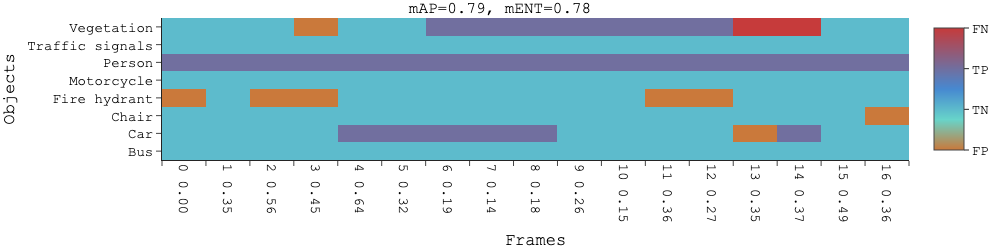 mAP=0.79, mENT=0.78
Objects
Vegetation
Traffic signals
Person
Motorcycle
Fire hydrant
Chair
Car
Bus
0 0.00
1 0.35
2 0.56
3 0.45
4 0.64
5 0.32
6 0.19
7 0.14
8 0.18
9 0.26
10 0.15
11 0.36
12 0.27
13 0.35
14 0.37
15 0.49
16 0.36
Frames
FN
TP
TN
FP